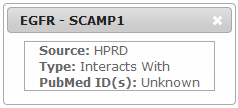 EGFR - SCAMP1
Source: HPRD
Type: Interacts With
PubMed ID(s): Unknown